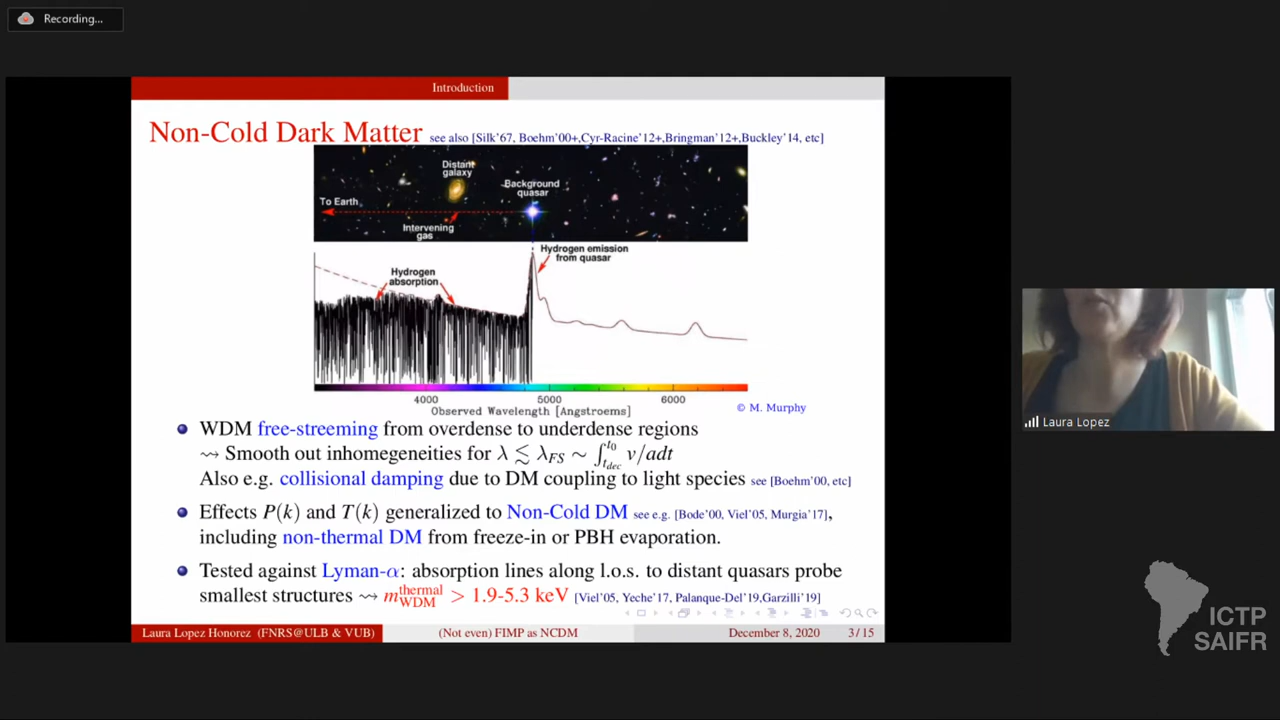 Recording...
Introduction
Non-Cold Dark Matter see also [Silk'67, Boehm'00+,Cyr-Racine'12+,Bringman'12+,Buckley'14, etc]
Distant
galaxy
Background
quasar
To Earth
Intervening
gas
Hydrogen emission
from quasar
Hydrogen
absorption
4000 5000 6000
Observed Wavelength [Angstroems]
© M. Murphy
WDM free-streeming from overdense to underdense regions
⇝ Smooth out inhomegeneities for λ ≲ λ_FS ~ ∫_{t_dec}^{t_0} v/adt
Also e.g. collisional damping due to DM coupling to light species see [Boehm'00, etc]
Effects P(k) and T(k) generalized to Non-Cold DM see e.g. [Bode'00, Viel'05, Murgia'17],
including non-thermal DM from freeze-in or PBH evaporation.
Tested against Lyman-α: absorption lines along l.o.s. to distant quasars probe
smallest structures ⇝ m_WDM^thermal > 1.9-5.3 keV [Viel'05, Yeche'17, Palanque-Del'19,Garzilli'19]
Laura Lopez Honorez (FNRS@ULB & VUB) (Not even) FIMP as NCDM December 8, 2020 3/15
Laura Lopez
ICTP
SAIFR